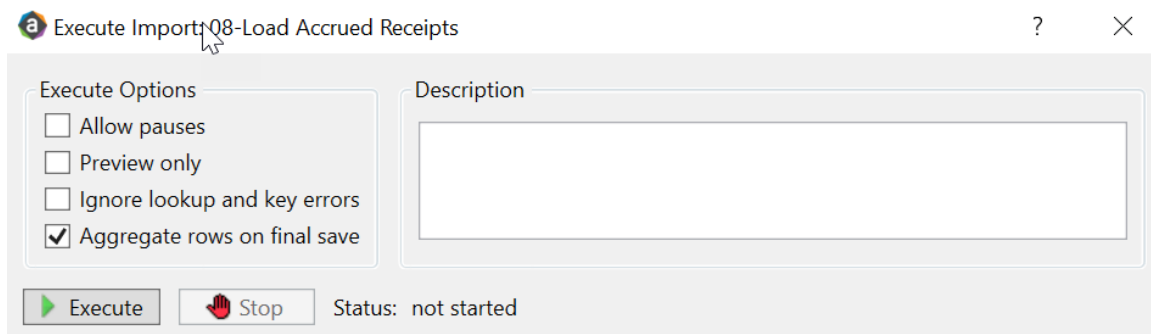 Execute Import: 08-Load Accrued Receipts ?
Execute Options
Allow pauses
Preview only
Ignore lookup and key errors
Aggregate rows on final save
Description
Execute
Stop
Status: not started